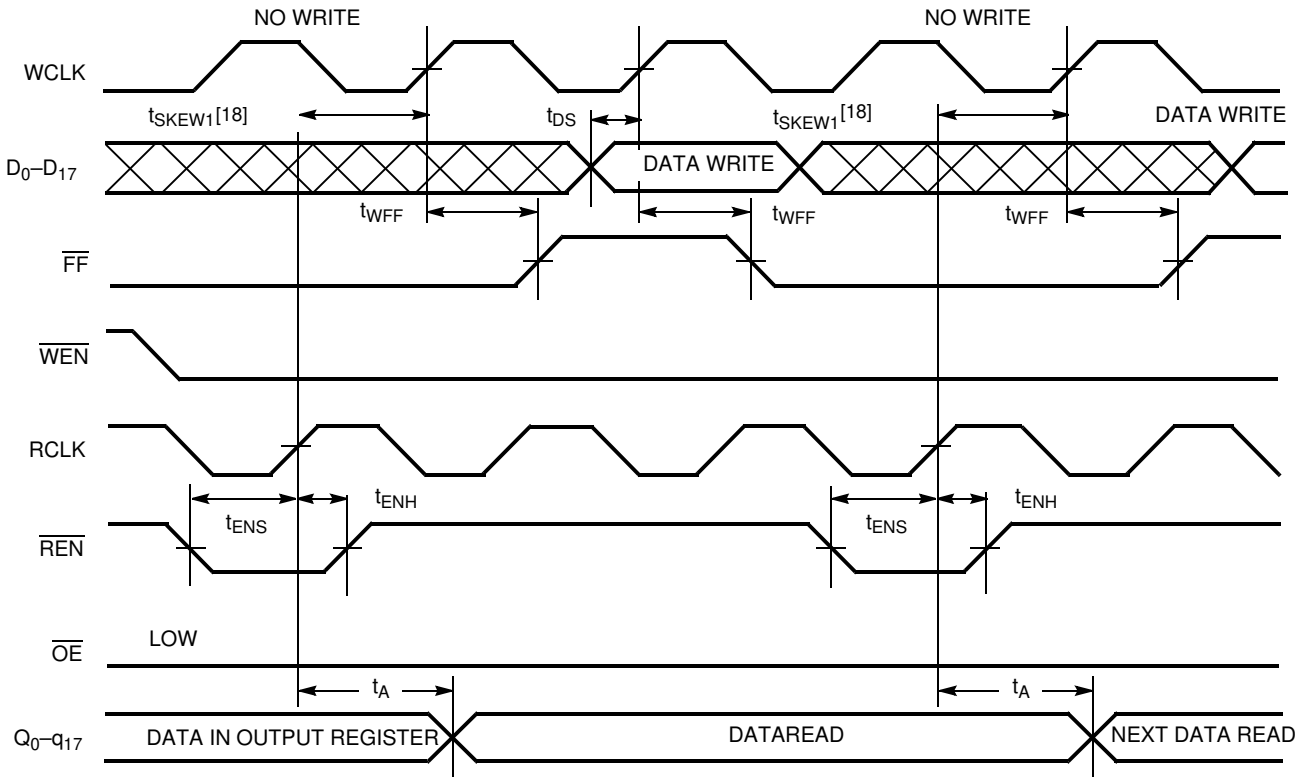 NO WRITE NO WRITE
WCLK
tSKEW1[18] tDS tSKEW1[18] DATA WRITE
D0–D17 DATA WRITE
tWFF tWFF tWFF
FF
WEN
RCLK
tENS tENH tENS tENH
REN
OE LOW
tA tA
Q0–q17 DATA IN OUTPUT REGISTER DATAREAD NEXT DATA READ